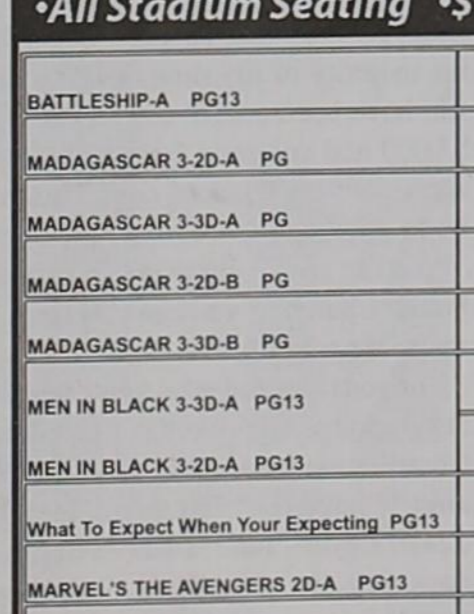 •All Stadium Seating •$
BATTLESHIP-A PG13
MADAGASCAR 3-2D-A PG
MADAGASCAR 3-3D-A PG
MADAGASCAR 3-2D-B PG
MADAGASCAR 3-3D-B PG
MEN IN BLACK 3-3D-A PG13
MEN IN BLACK 3-2D-A PG13
What To Expect When Your Expecting PG13
MARVEL'S THE AVENGERS 2D-A PG13